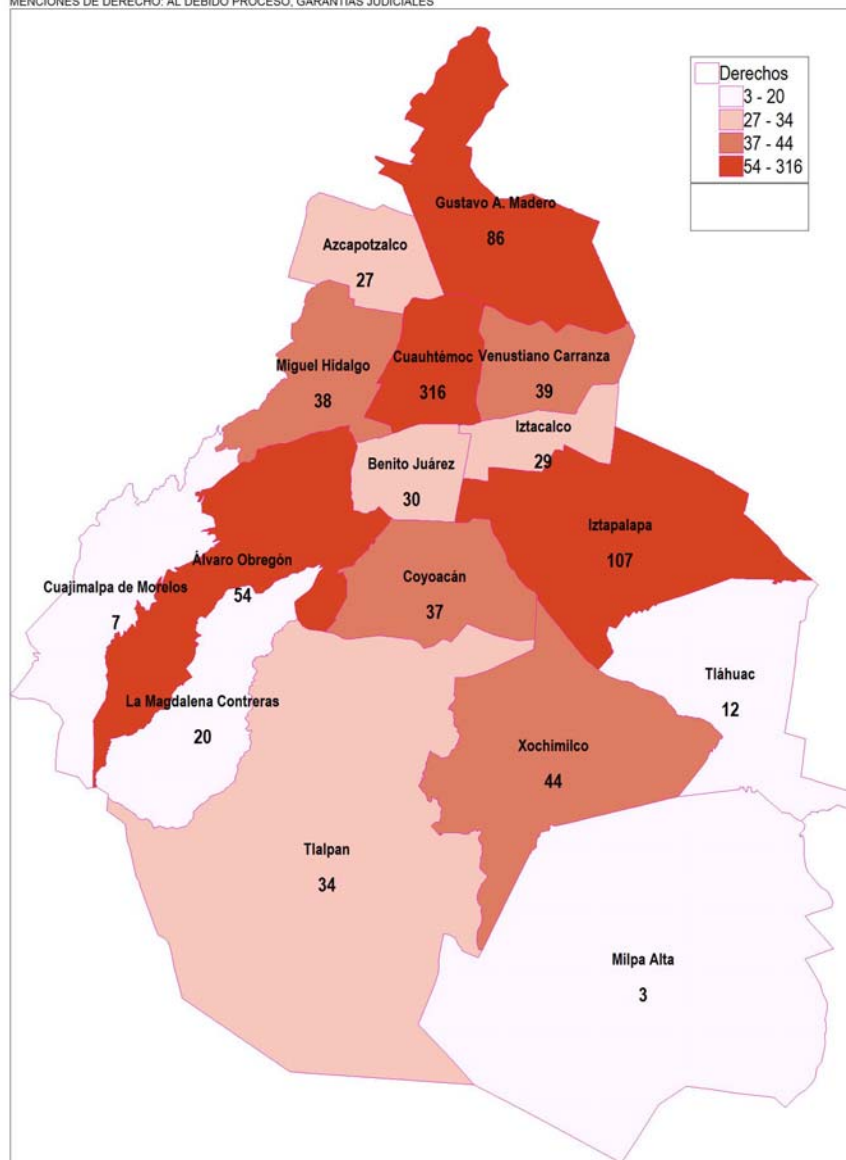 MENCIONES DE DERECHO: AL DEBIDO PROCESO, GARANTIAS JUDICIALES
Derechos
3 - 20
27 - 34
37 - 44
54 - 316
Gustavo A. Madero
86
Azcapotzalco
27
Miguel Hidalgo
38
Cuauhtémoc
316
Venustiano Carranza
39
Iztacalco
29
Benito Juárez
30
Iztapalapa
107
Álvaro Obregón
54
Coyoacán
37
Cuajimalpa de Morelos
7
La Magdalena Contreras
20
Tláhuac
12
Xochimilco
44
Tlalpan
34
Milpa Alta
3